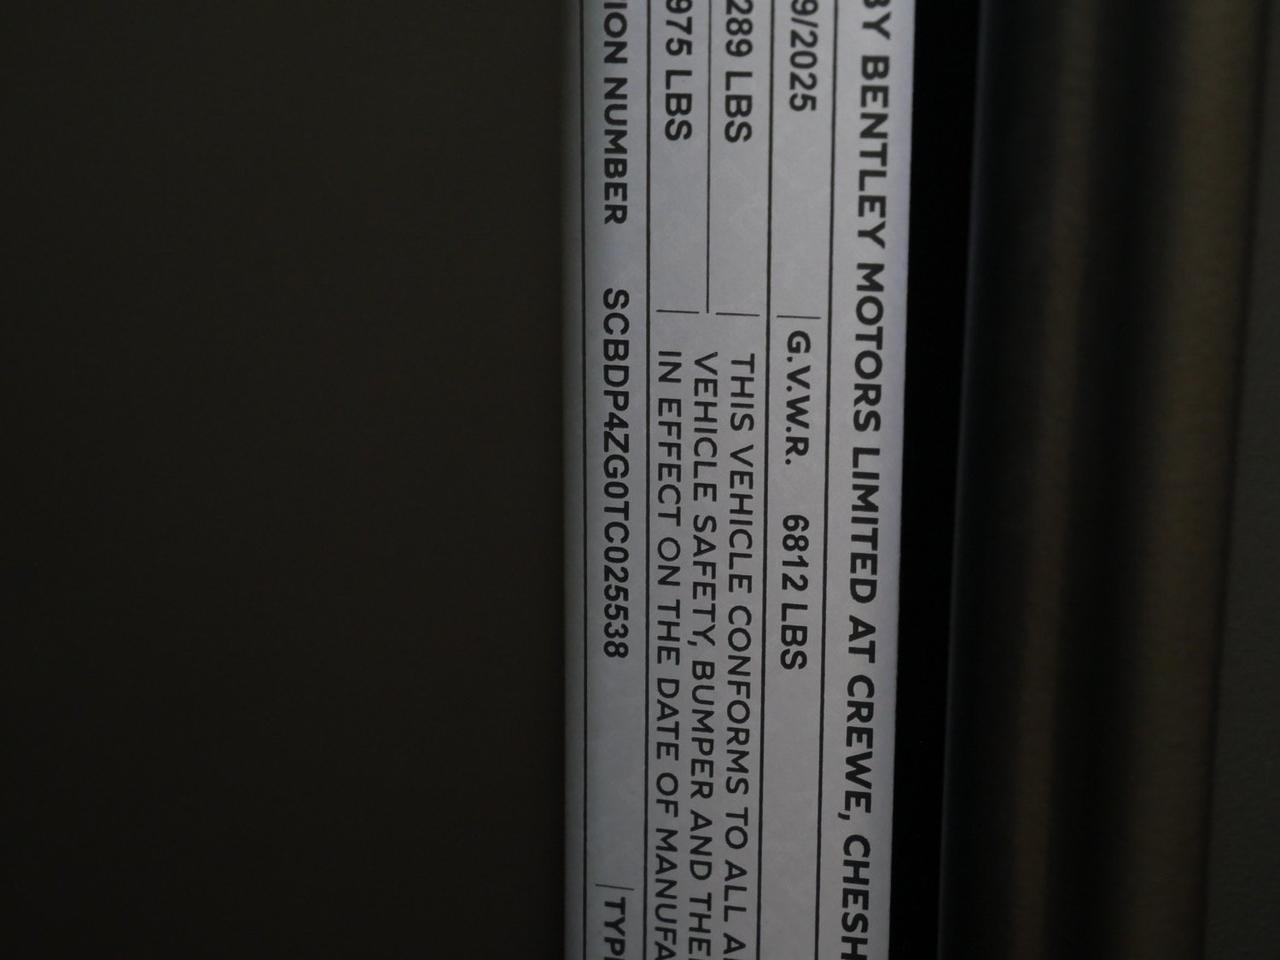 BY BENTLEY MOTORS LIMITED AT CREWE, CHESH
9/2025 G.V.W.R. 6812 LBS
289 LBS THIS VEHICLE CONFORMS TO ALL A
VEHICLE SAFETY, BUMPER AND THE
975 LBS IN EFFECT ON THE DATE OF MANUFA
ION NUMBER SCBDP4ZG0TC025538 TYP